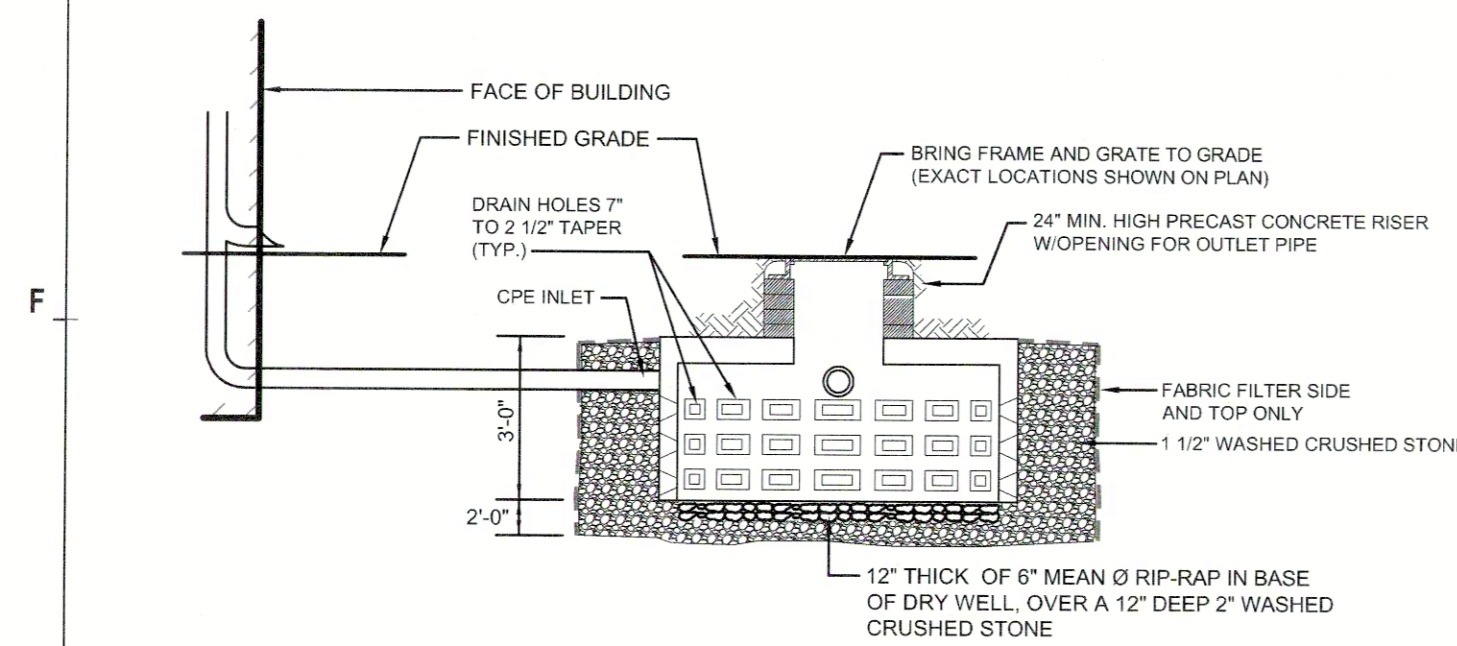 FACE OF BUILDING
FINISHED GRADE
BRING FRAME AND GRATE TO GRADE
(EXACT LOCATIONS SHOWN ON PLAN)
DRAIN HOLES 7"
TO 2 1/2" TAPER
(TYP.)
24" MIN. HIGH PRECAST CONCRETE RISER
W/OPENING FOR OUTLET PIPE
F
CPE INLET
3'-0"
FABRIC FILTER SIDE
AND TOP ONLY
1 1/2" WASHED CRUSHED STONE
2'-0"
12" THICK OF 6" MEAN Ø RIP-RAP IN BASE
OF DRY WELL, OVER A 12" DEEP 2" WASHED
CRUSHED STONE